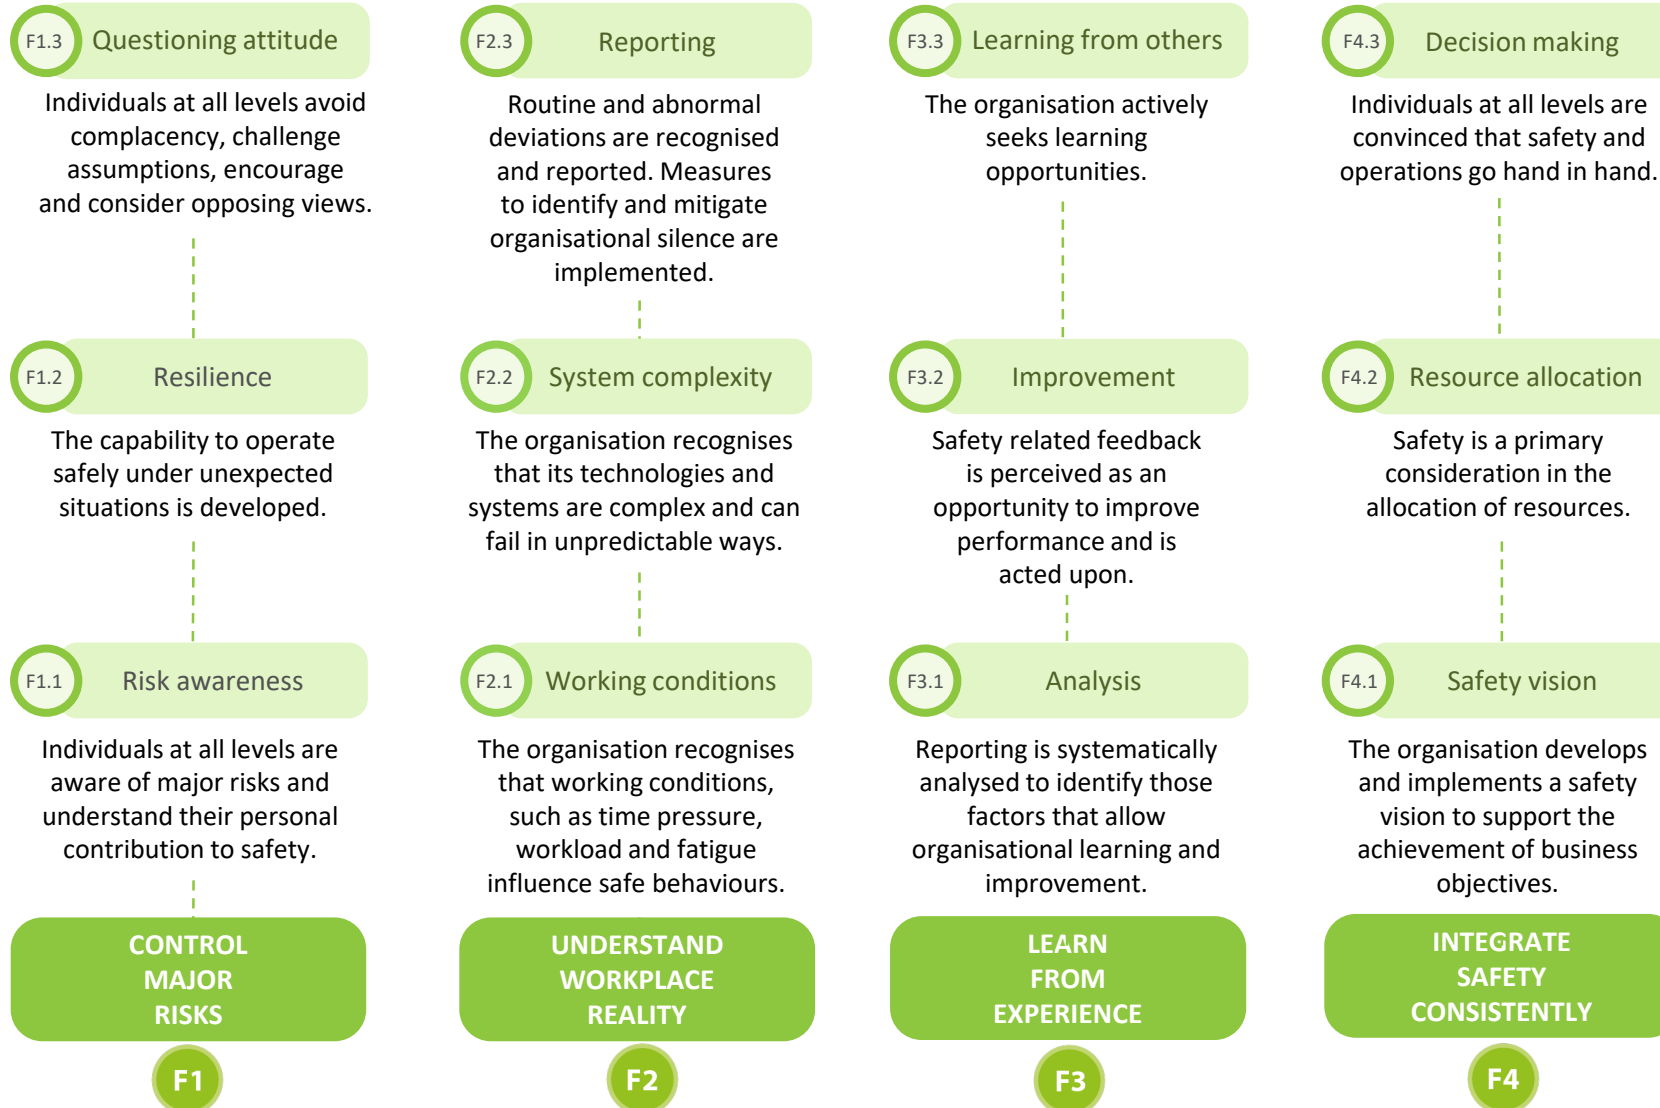 F1.3
Questioning attitude
Individuals at all levels avoid
complacency, challenge
assumptions, encourage
and consider opposing views.
F1.2
Resilience
The capability to operate
safely under unexpected
situations is developed.
F1.1
Risk awareness
Individuals at all levels are
aware of major risks and
understand their personal
contribution to safety.
CONTROL
MAJOR
RISKS
F1
F2.3
Reporting
Routine and abnormal
deviations are recognised
and reported. Measures
to identify and mitigate
organisational silence are
implemented.
F2.2
System complexity
The organisation recognises
that its technologies and
systems are complex and can
fail in unpredictable ways.
F2.1
Working conditions
The organisation recognises
that working conditions,
such as time pressure,
workload and fatigue
influence safe behaviours.
UNDERSTAND
WORKPLACE
REALITY
F2
F3.3
Learning from others
The organisation actively
seeks learning
opportunities.
F3.2
Improvement
Safety related feedback
is perceived as an
opportunity to improve
performance and is
acted upon.
F3.1
Analysis
Reporting is systematically
analysed to identify those
factors that allow
organisational learning and
improvement.
LEARN
FROM
EXPERIENCE
F3
F4.3
Decision making
Individuals at all levels are
convinced that safety and
operations go hand in hand.
F4.2
Resource allocation
Safety is a primary
consideration in the
allocation of resources.
F4.1
Safety vision
The organisation develops
and implements a safety
vision to support the
achievement of business
objectives.
INTEGRATE
SAFETY
CONSISTENTLY
F4